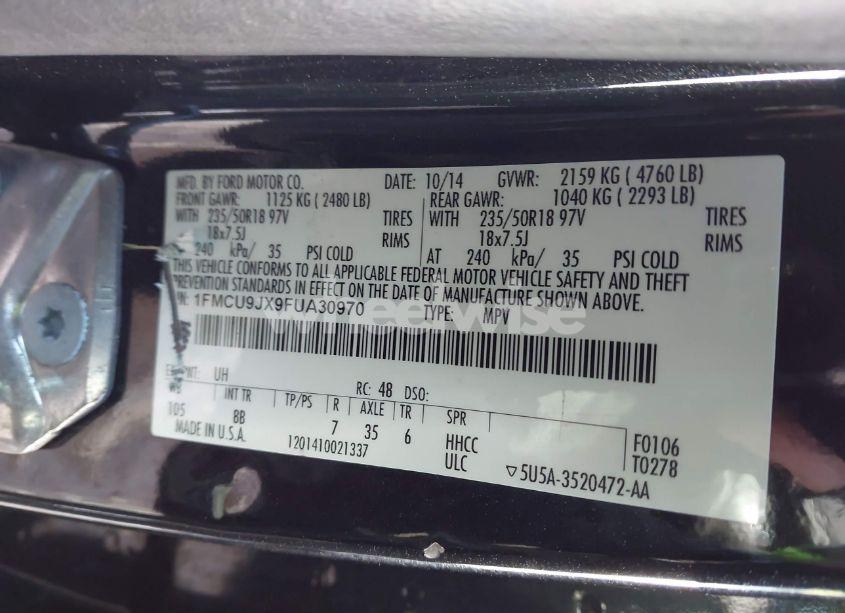 MFD. BY FORD MOTOR CO. DATE: 10/14 GVWR: 2159 KG ( 4760 LB)
FRONT GAWR: 1125 KG ( 2480 LB) REAR GAWR: 1040 KG ( 2293 LB)
WITH 235/50R18 97V TIRES WITH 235/50R18 97V TIRES
18x7.5J RIMS 18x7.5J RIMS
240 kPa/ 35 PSI COLD AT 240 kPa/ 35 PSI COLD
THIS VEHICLE CONFORMS TO ALL APPLICABLE FEDERAL MOTOR VEHICLE SAFETY AND THEFT
PREVENTION STANDARDS IN EFFECT ON THE DATE OF MANUFACTURE SHOWN ABOVE.
1FMCU9JX9FUA30970 TYPE: MPV
wheelwise
UH RC: 48 DSO:
WB INT TR TP/PS R AXLE TR SPR
105 8B 7 35 6 HHCC F0106
MADE IN U.S.A. 1201410021337 ULC T0278
▽5U5A-3520472-AA